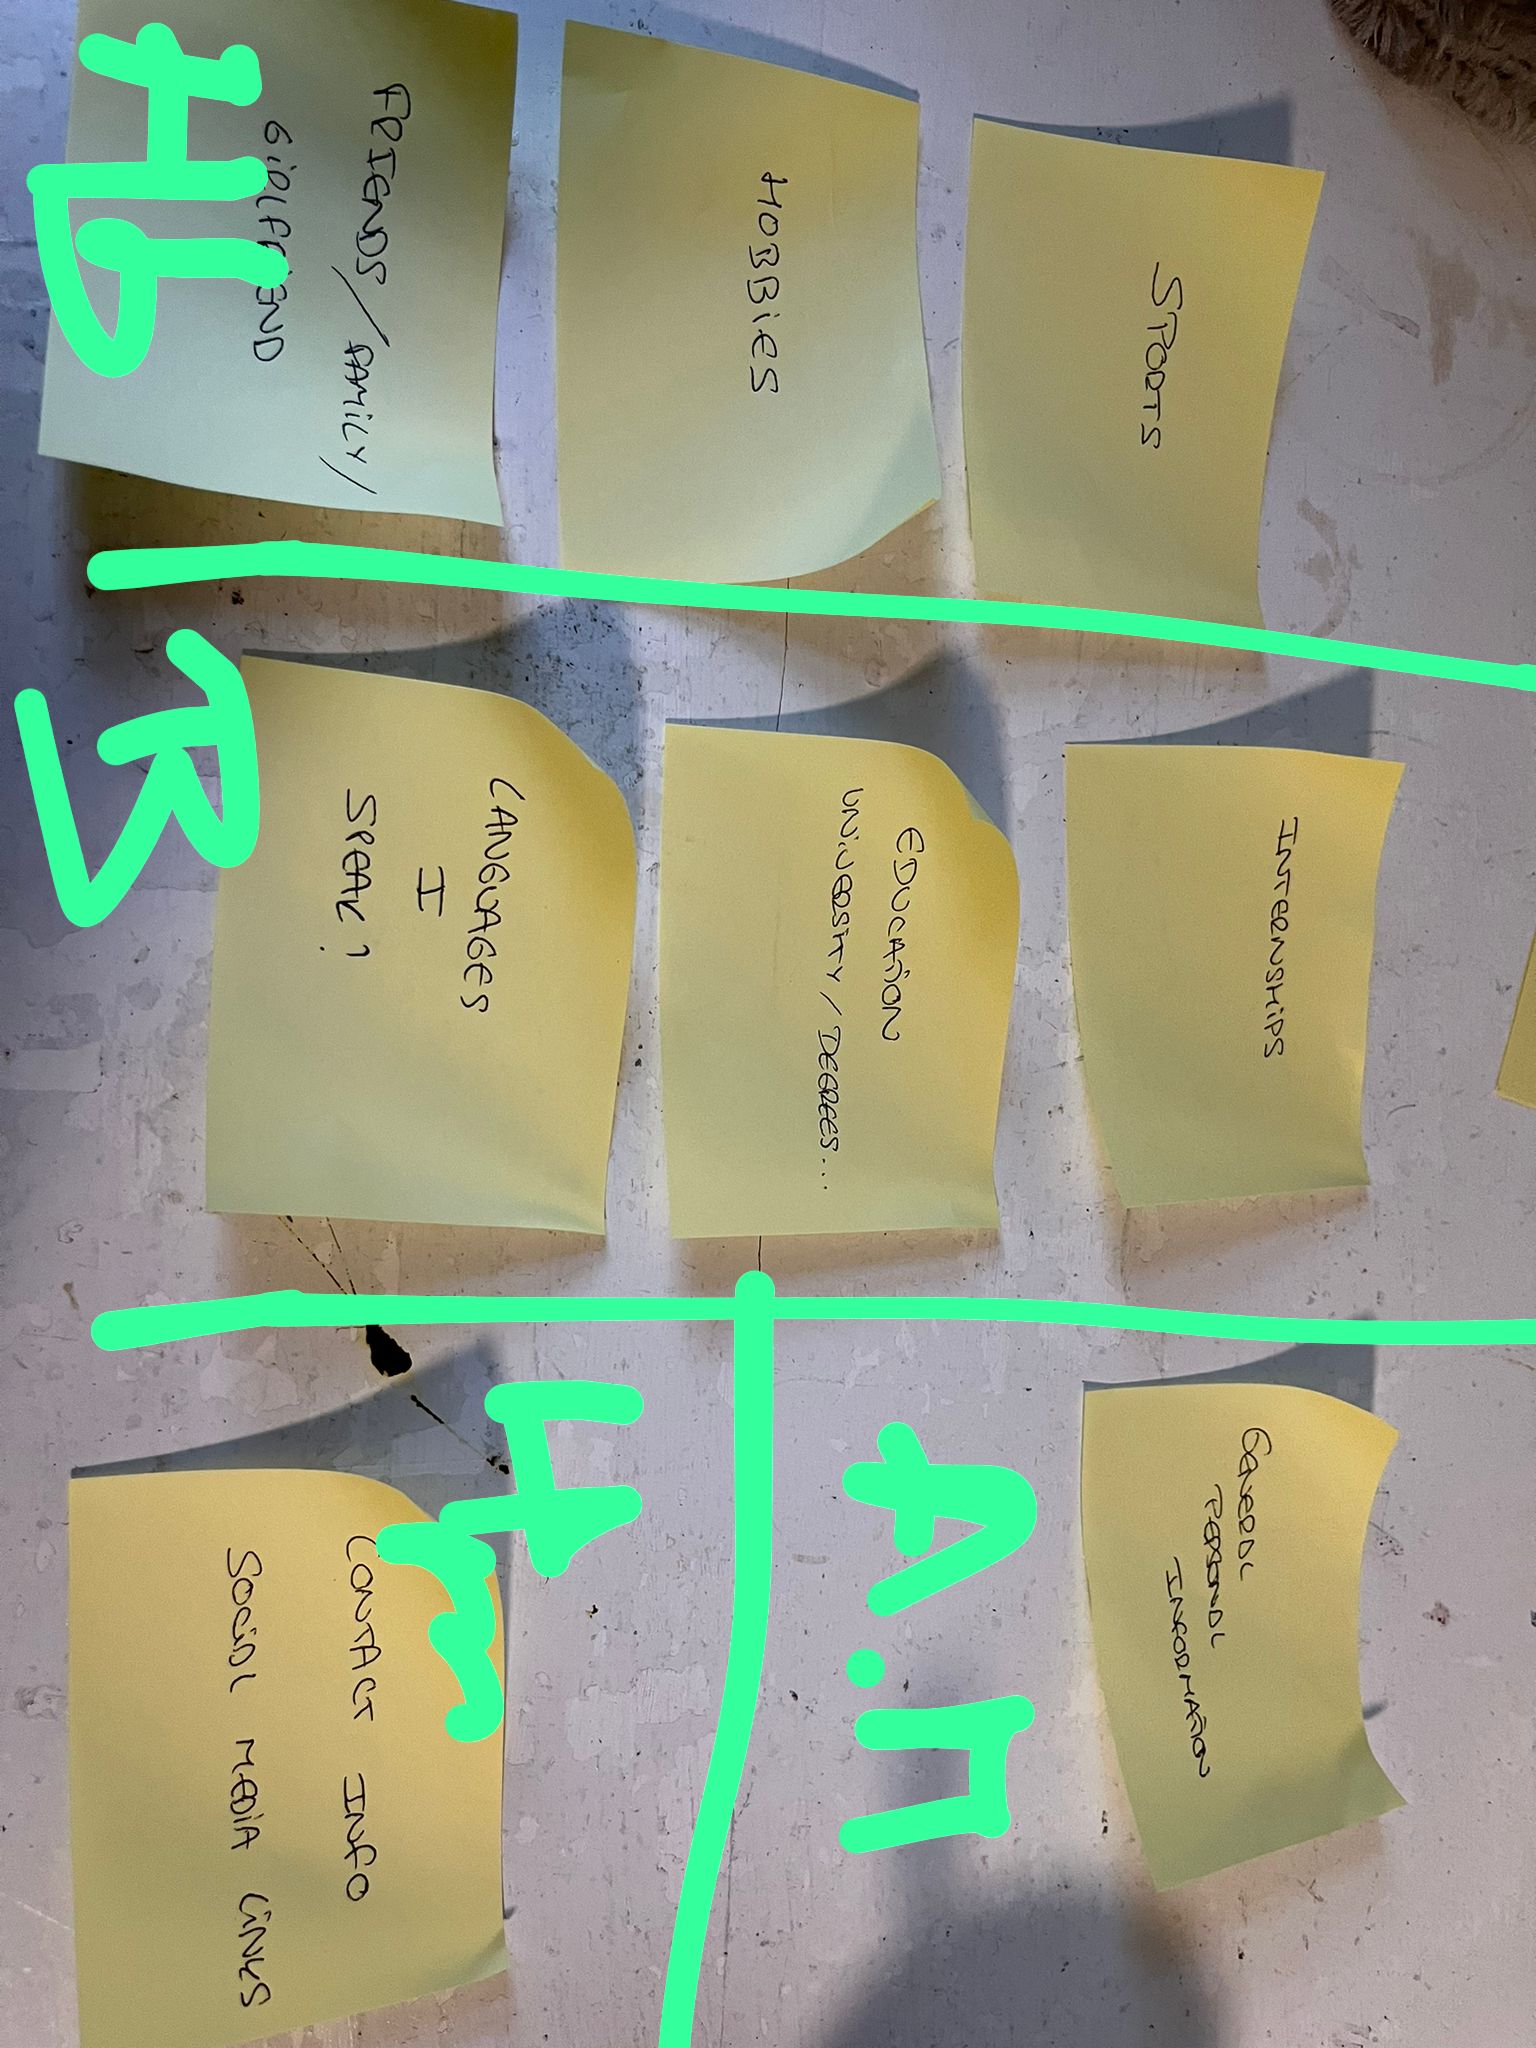 SPORTS
HOBBIES
FRIENDS/FAMILY/
GIRLFRIEND
INTERNSHIPS
EDUCATION
UNIVERSITY/DEGREES...
LANGUAGES
I
SPEAK?
GENERAL
PERSONAL
INFORMATION
CONTACT INFO
SOCIAL MEDIA LINKS